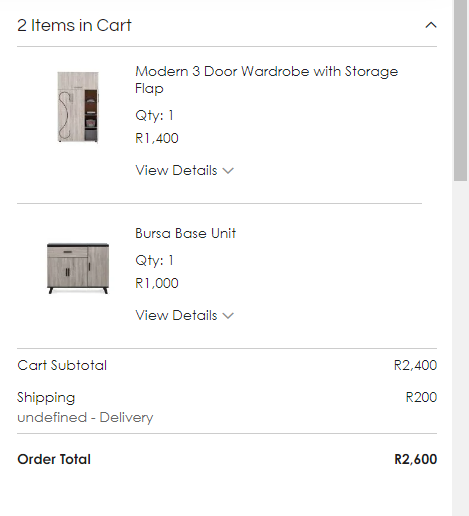 2 Items in Cart
Modern 3 Door Wardrobe with Storage
Flap
Qty: 1
R1,400
View Details
Bursa Base Unit
Qty: 1
R1,000
View Details
Cart Subtotal R2,400
Shipping R200
undefined - Delivery
Order Total R2,600